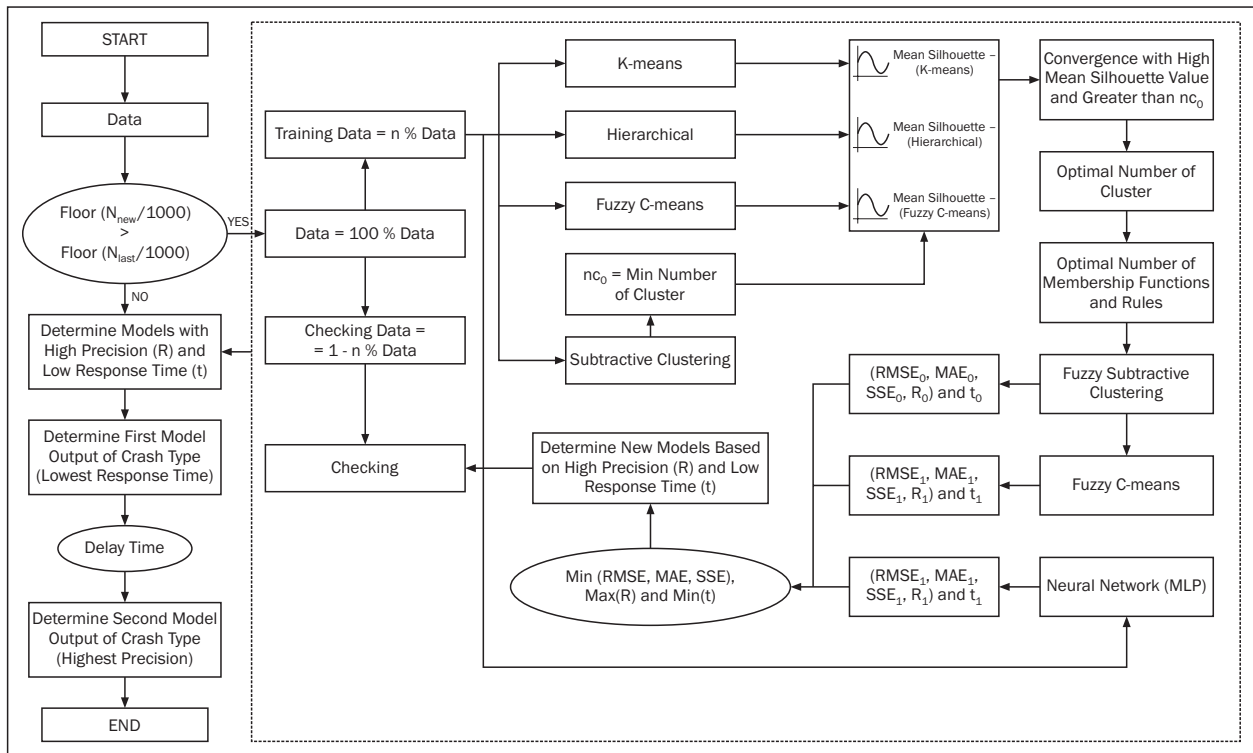 START
Data
Floor (Nnew/1000)
>
Floor (Nlast/1000)
YES
NO
Determine Models with
High Precision (R) and
Low Response Time (t)
Determine First Model
Output of Crash Type
(Lowest Response Time)
Delay Time
Determine Second Model
Output of Crash Type
(Highest Precision)
END
Training Data = n % Data
Data = 100 % Data
Checking Data =
= 1 - n % Data
Checking
K-means
Hierarchical
Fuzzy C-means
nc0 = Min Number
of Cluster
Subtractive Clustering
Determine New Models Based
on High Precision (R) and Low
Response Time (t)
Min (RMSE, MAE, SSE),
Max(R) and Min(t)
Mean Silhouette –
(K-means)
Mean Silhouette –
(Hierarchical)
Mean Silhouette –
(Fuzzy C-means)
(RMSE0, MAE0,
SSE0, R0) and t0
(RMSE1, MAE1,
SSE1, R1) and t1
(RMSE1, MAE1,
SSE1, R1) and t1
Convergence with High
Mean Silhouette Value
and Greater than nc0
Optimal Number of
Cluster
Optimal Number of
Membership Functions
and Rules
Fuzzy Subtractive
Clustering
Fuzzy C-means
Neural Network (MLP)